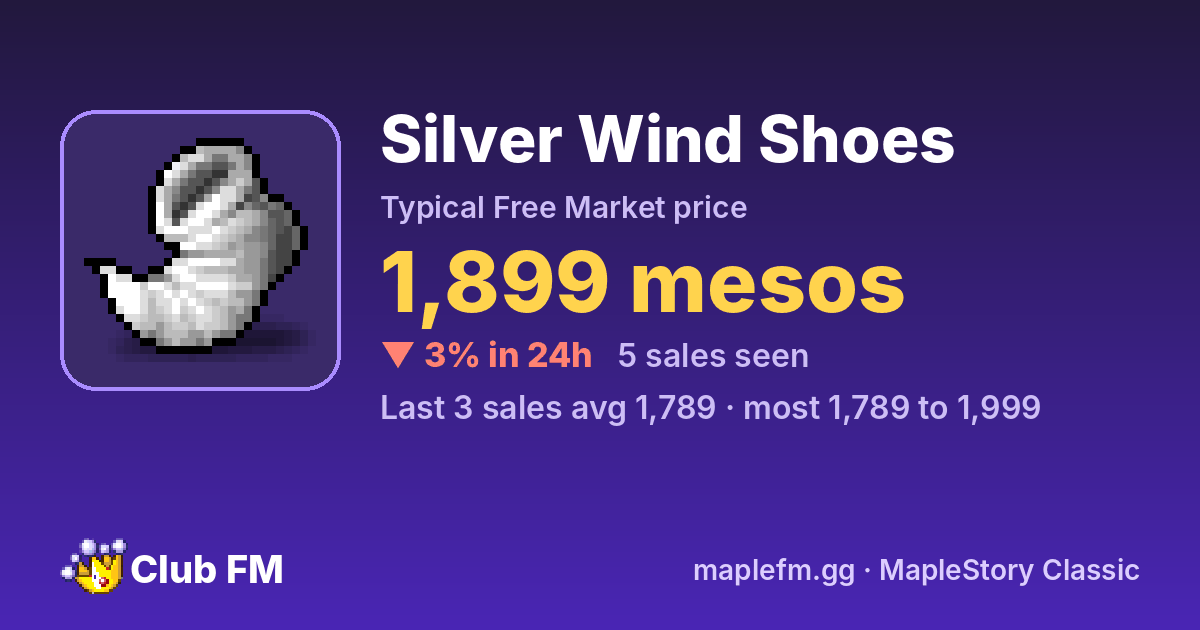 Silver Wind Shoes
Typical Free Market price
1,899 mesos
▼ 3% in 24h 5 sales seen
Last 3 sales avg 1,789 · most 1,789 to 1,999
Club FM
maplefm.gg · MapleStory Classic